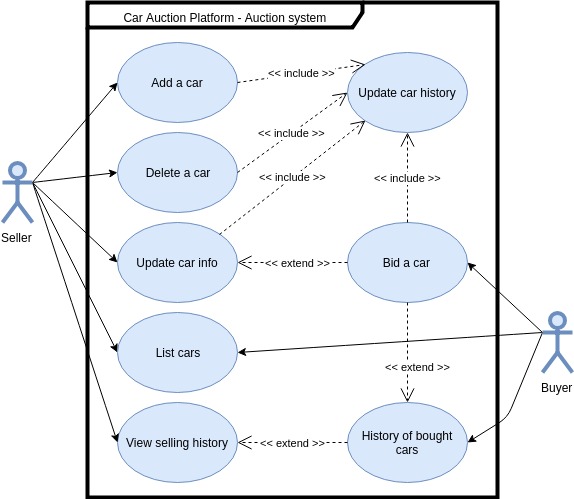 Car Auction Platform - Auction system
Add a car
<< include >>
Update car history
<< include >>
Delete a car
<< include >>
<< include >>
Seller
Update car info
<< extend >>
Bid a car
List cars
<< extend >>
Buyer
View selling history
<< extend >>
History of bought
cars